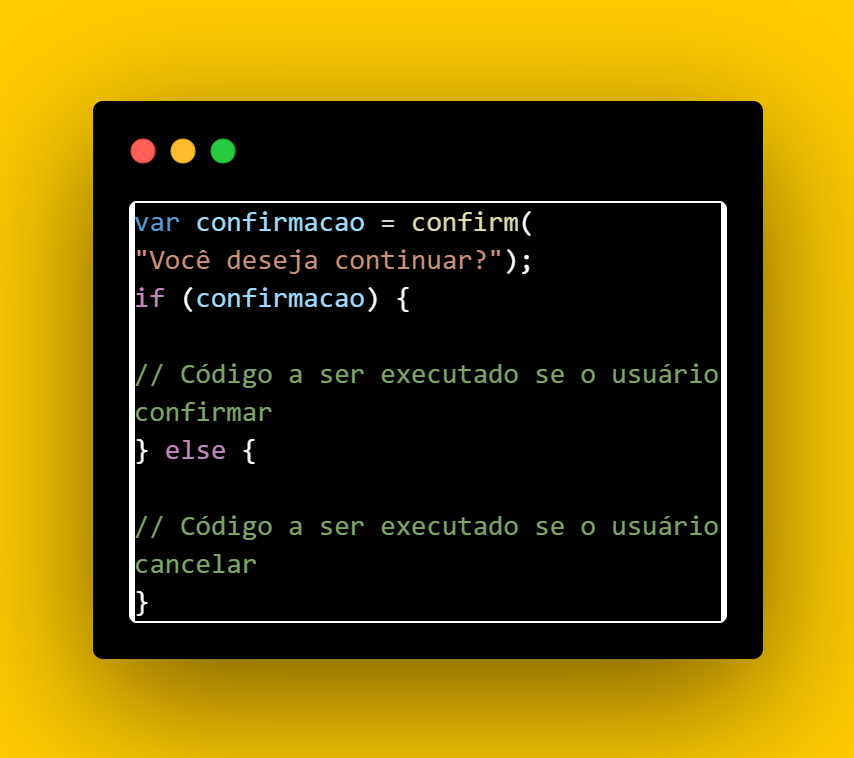 var confirmacao = confirm(
"Você deseja continuar?");
if (confirmacao) {
// Código a ser executado se o usuário
confirmar
} else {
// Código a ser executado se o usuário
cancelar
}